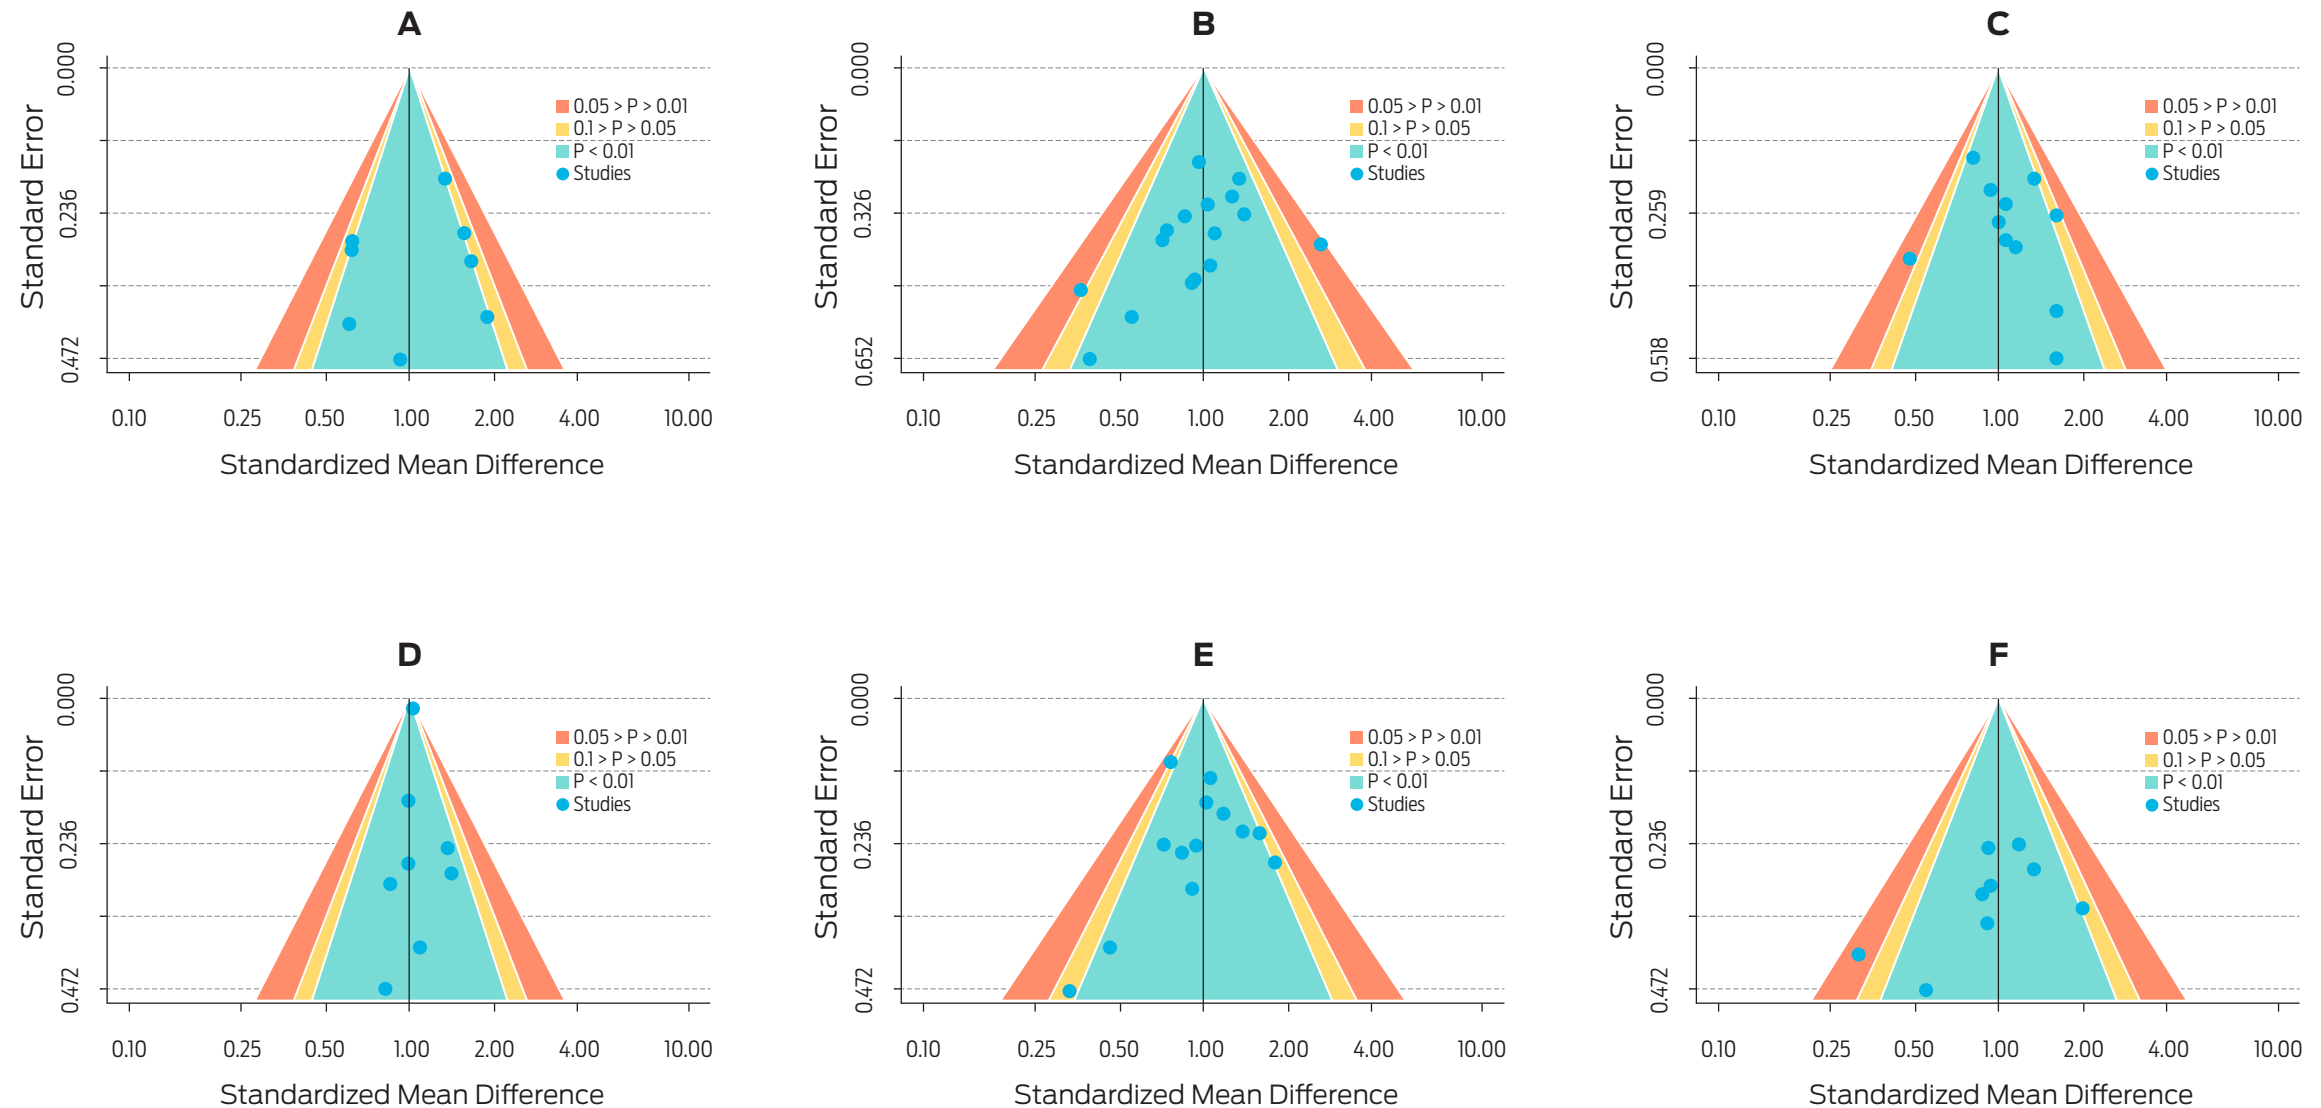 A
Standard Error
0.000
0.236
0.472
0.05 > P > 0.01
0.1 > P > 0.05
P < 0.01
Studies
0.10 0.25 0.50 1.00 2.00 4.00 10.00
Standardized Mean Difference
B
Standard Error
0.000
0.326
0.652
0.05 > P > 0.01
0.1 > P > 0.05
P < 0.01
Studies
0.10 0.25 0.50 1.00 2.00 4.00 10.00
Standardized Mean Difference
C
Standard Error
0.000
0.259
0.518
0.05 > P > 0.01
0.1 > P > 0.05
P < 0.01
Studies
0.10 0.25 0.50 1.00 2.00 4.00 10.00
Standardized Mean Difference
D
Standard Error
0.000
0.236
0.472
0.05 > P > 0.01
0.1 > P > 0.05
P < 0.01
Studies
0.10 0.25 0.50 1.00 2.00 4.00 10.00
Standardized Mean Difference
E
Standard Error
0.000
0.236
0.472
0.05 > P > 0.01
0.1 > P > 0.05
P < 0.01
Studies
0.10 0.25 0.50 1.00 2.00 4.00 10.00
Standardized Mean Difference
F
Standard Error
0.000
0.236
0.472
0.05 > P > 0.01
0.1 > P > 0.05
P < 0.01
Studies
0.10 0.25 0.50 1.00 2.00 4.00 10.00
Standardized Mean Difference